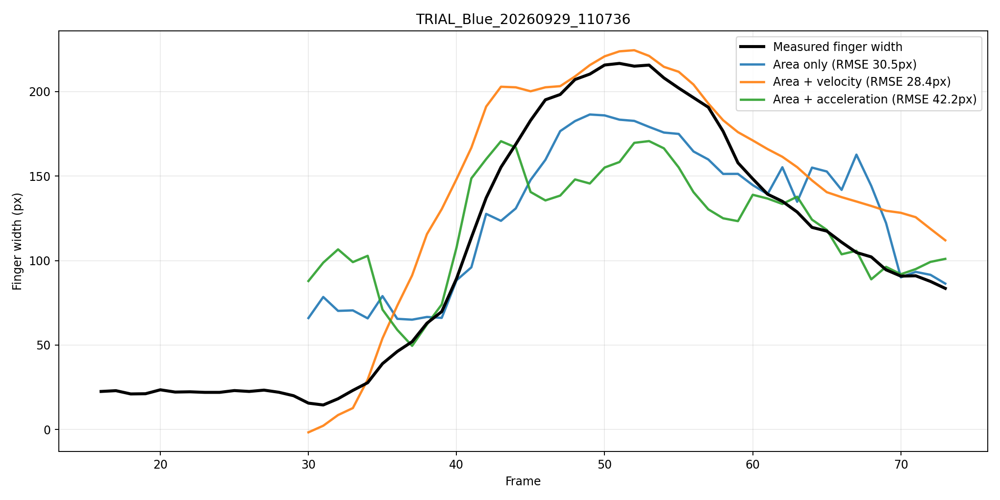 TRIAL_Blue_20260929_110736
Measured finger width
Area only (RMSE 30.5px)
Area + velocity (RMSE 28.4px)
Area + acceleration (RMSE 42.2px)
Finger width (px)
200
150
100
50
0
20 30 40 50 60 70
Frame